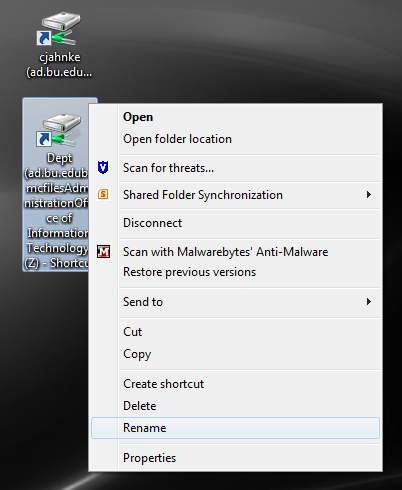 cjahnke
(ad.bu.edu...
Dept
(ad.bu.edub
mcfilesAdm
nistrationOff
ce of
Information
Technology
(Z) - Shortcu
Open
Open folder location
Scan for threats...
Shared Folder Synchronization
Disconnect
Scan with Malwarebytes' Anti-Malware
Restore previous versions
Send to
Cut
Copy
Create shortcut
Delete
Rename
Properties